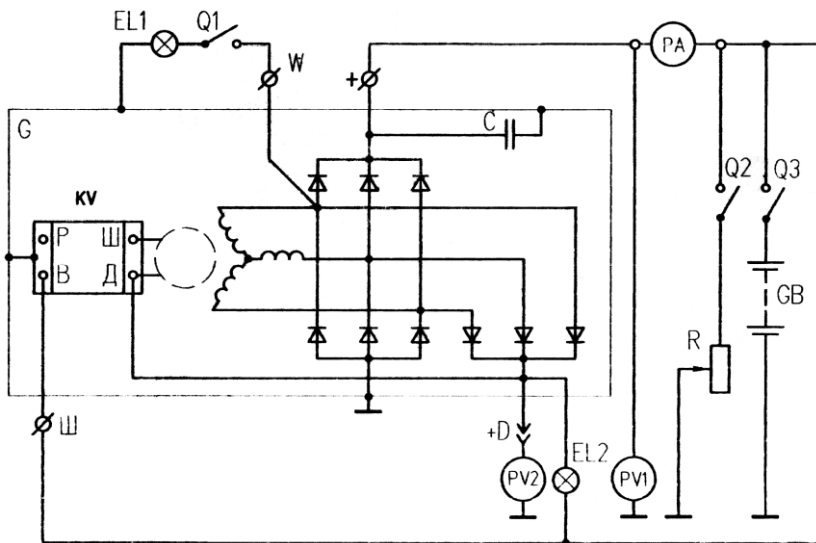 EL1
Q1
W
+
PA
G
C
KV
Р Ш
В Д
Q2
Q3
GB
R
Ш
+D
EL2
PV2
PV1